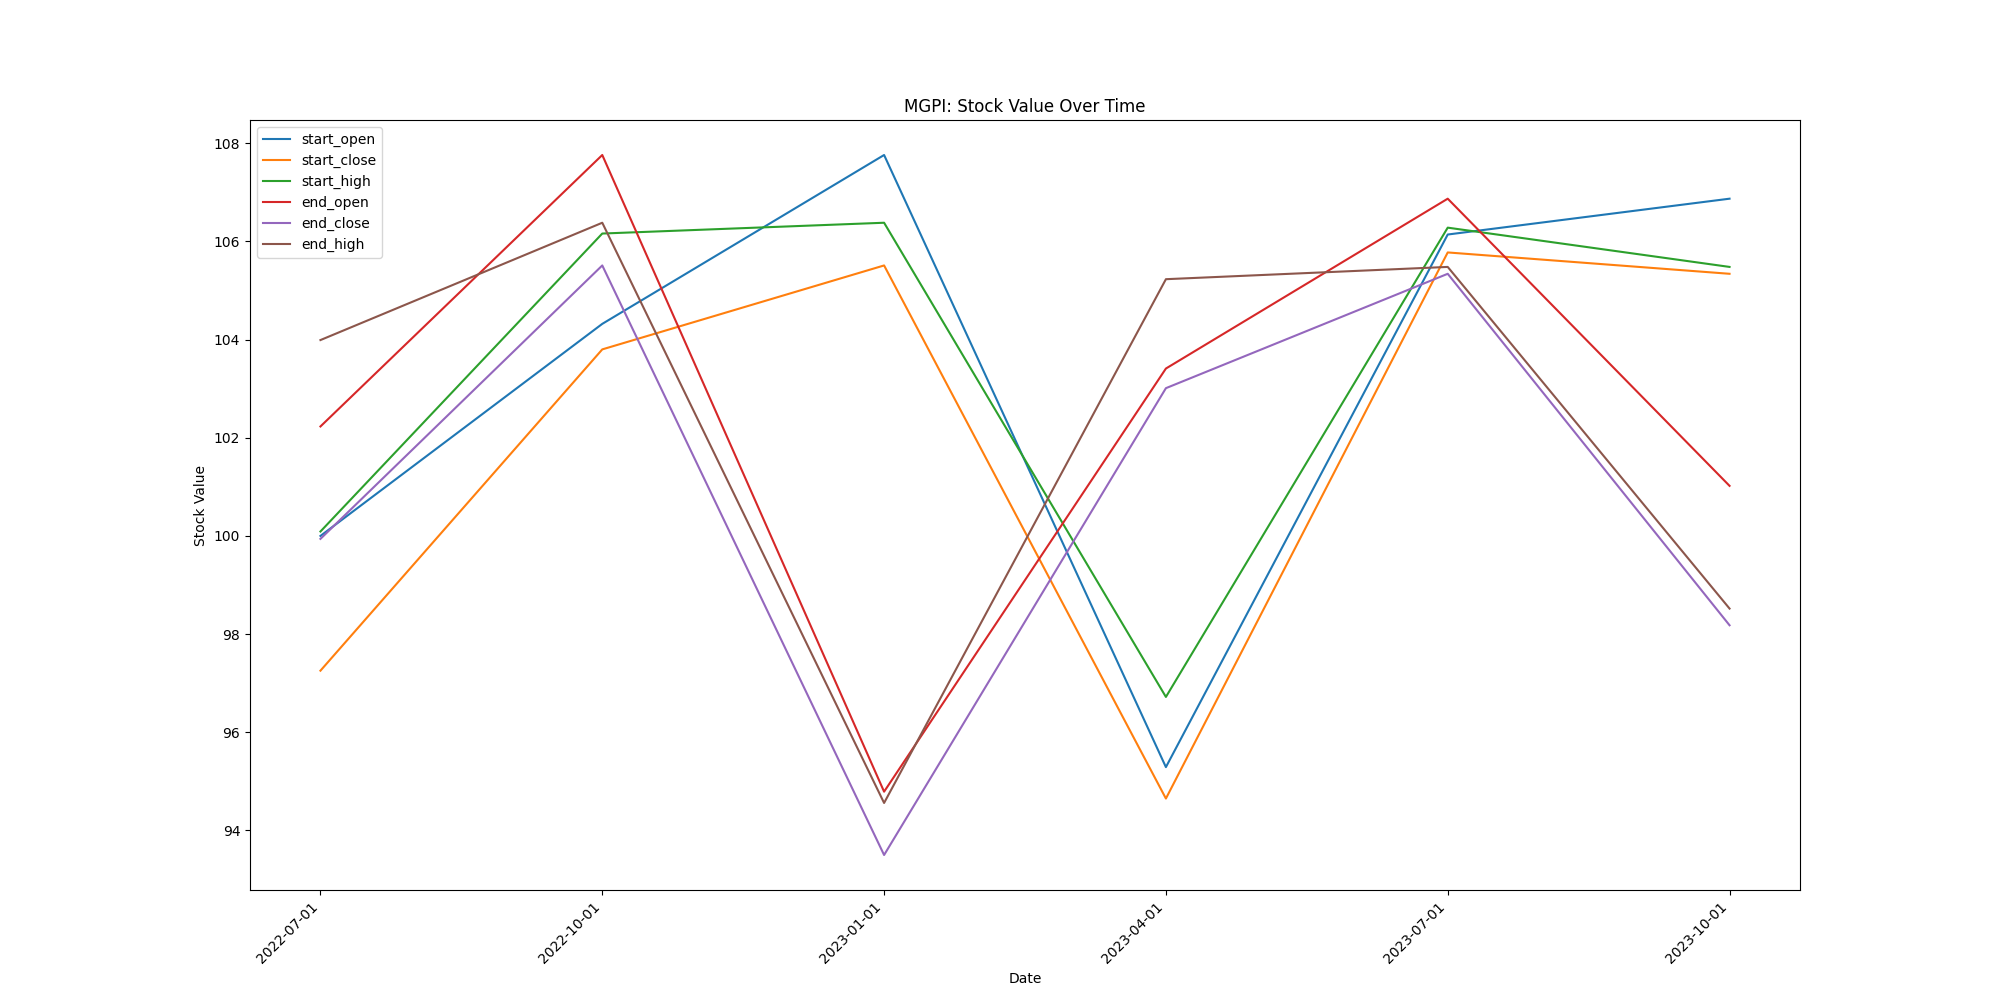 MGPI: Stock Value Over Time
start_open
start_close
start_high
end_open
end_close
end_high
108
106
104
102
100
98
96
94
Stock Value
2022-07-01
2022-10-01
2023-01-01
2023-04-01
2023-07-01
2023-10-01
Date